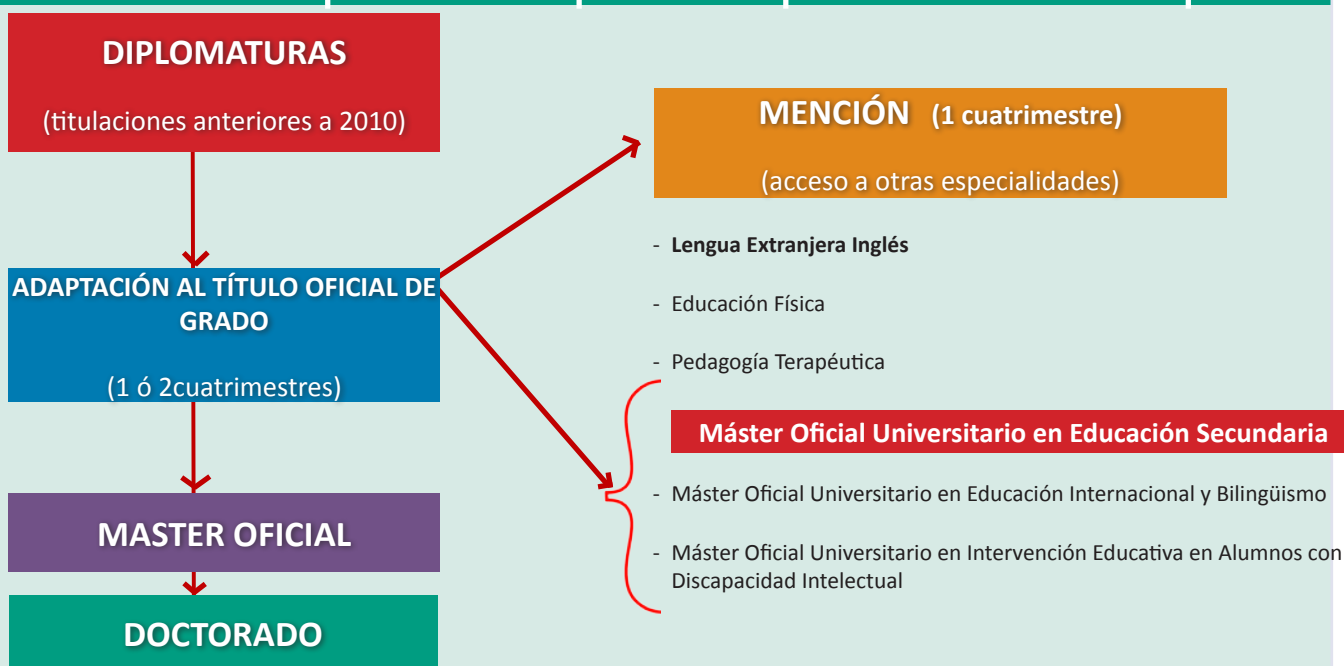 DIPLOMATURAS
(titulaciones anteriores a 2010)
ADAPTACIÓN AL TÍTULO OFICIAL DE
GRADO
(1 ó 2cuatrimestres)
MASTER OFICIAL
DOCTORADO
MENCIÓN (1 cuatrimestre)
(acceso a otras especialidades)
- Lengua Extranjera Inglés
- Educación Física
- Pedagogía Terapéutica
Máster Oficial Universitario en Educación Secundaria
- Máster Oficial Universitario en Educación Internacional y Bilingüismo
- Máster Oficial Universitario en Intervención Educativa en Alumnos con
Discapacidad Intelectual